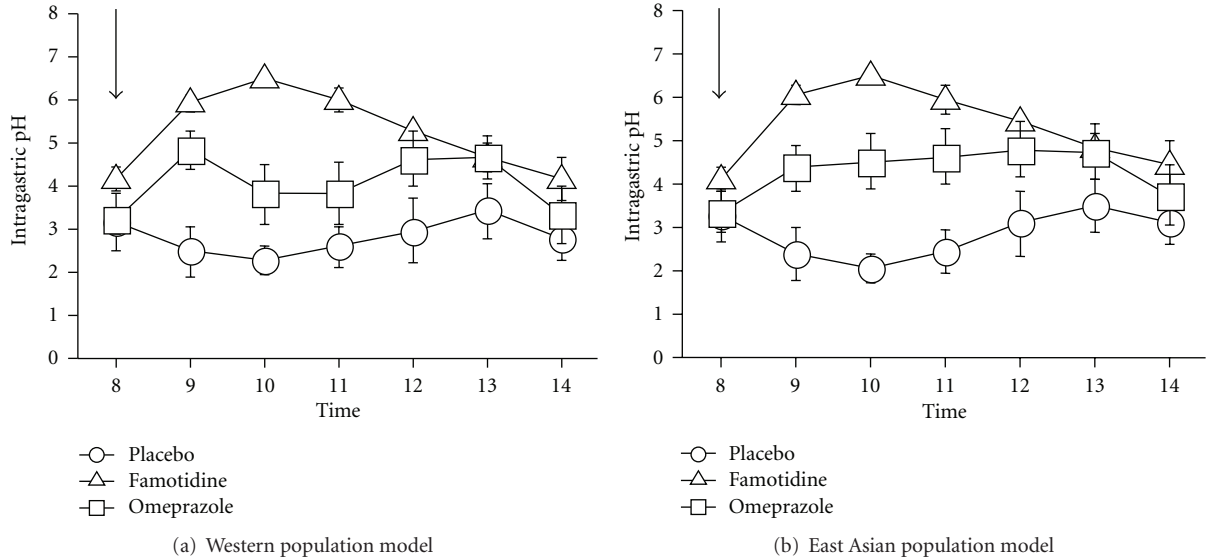 8
7
6
5
4
3
2
1
0
Intragastric pH
8 9 10 11 12 13 14
Time
Placebo
Famotidine
Omeprazole
(a) Western population model
8
7
6
5
4
3
2
1
0
Intragastric pH
8 9 10 11 12 13 14
Time
Placebo
Famotidine
Omeprazole
(b) East Asian population model